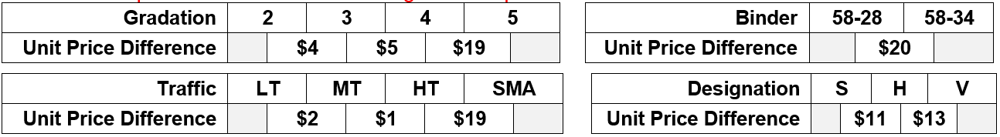 Gradation 2 3 4 5
Unit Price Difference $4 $5 $19
Binder 58-28 58-34
Unit Price Difference $20
Traffic LT MT HT SMA
Unit Price Difference $2 $1 $19
Designation S H V
Unit Price Difference $11 $13